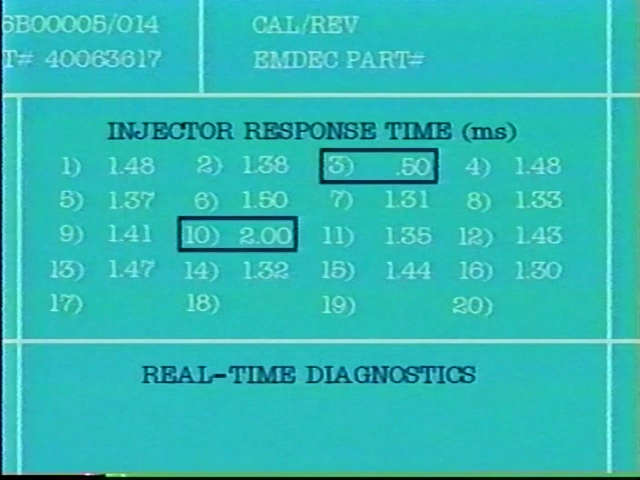 6B00005/014 CAL/REV
T# 40063617 EMDEC PART#
INJECTOR RESPONSE TIME (ms)
1) 1.48 2) 1.38 3) .50 4) 1.48
5) 1.37 6) 1.50 7) 1.31 8) 1.33
9) 1.41 10) 2.00 11) 1.35 12) 1.43
13) 1.47 14) 1.32 15) 1.44 16) 1.30
17) 18) 19) 20)
REAL-TIME DIAGNOSTICS